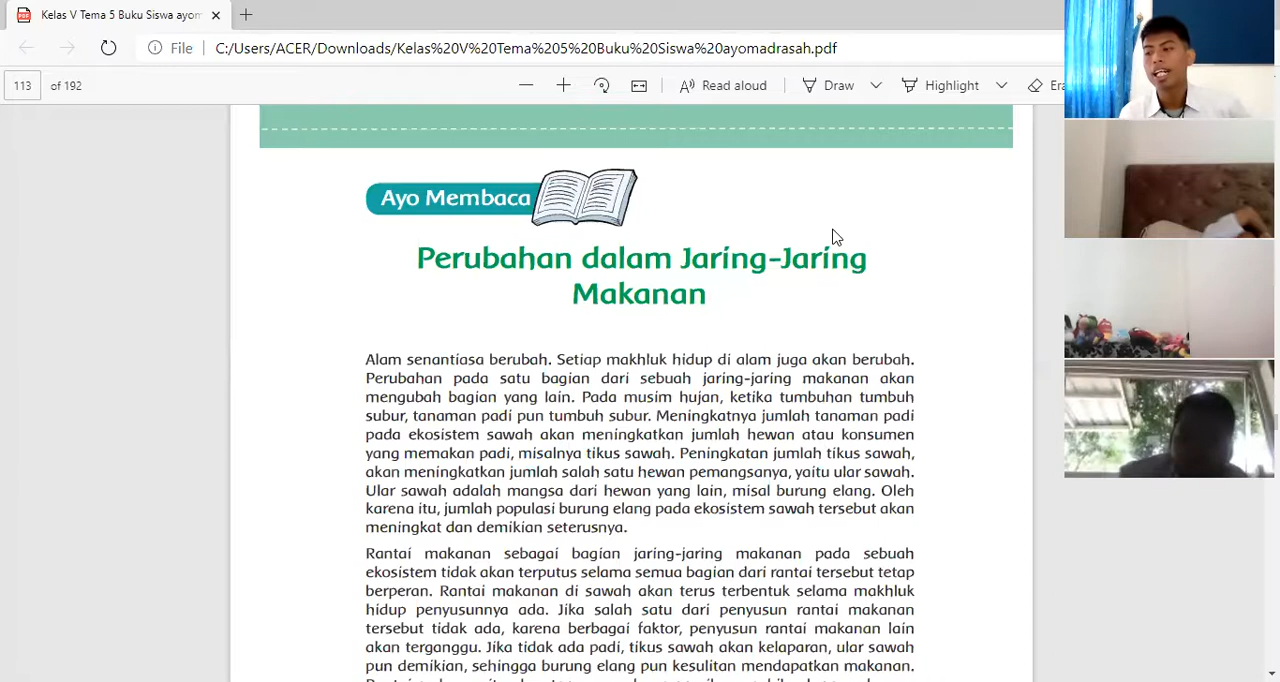 Kelas V Tema 5 Buku Siswa ayom
File
C:/Users/ACER/Downloads/Kelas%20V%20Tema%205%20Buku%20Siswa%20ayomadrasah.pdf
113 of 192
Read aloud
Draw
Highlight
Era
Ayo Membaca
Perubahan dalam Jaring-Jaring
Makanan
Alam senantiasa berubah. Setiap makhluk hidup di alam juga akan berubah.
Perubahan pada satu bagian dari sebuah jaring-jaring makanan akan
mengubah bagian yang lain. Pada musim hujan, ketika tumbuhan tumbuh
subur, tanaman padi pun tumbuh subur. Meningkatnya jumlah tanaman padi
pada ekosistem sawah akan meningkatkan jumlah hewan atau konsumen
yang memakan padi, misalnya tikus sawah. Peningkatan jumlah tikus sawah,
akan meningkatkan jumlah salah satu hewan pemangsanya, yaitu ular sawah.
Ular sawah adalah mangsa dari hewan yang lain, misal burung elang. Oleh
karena itu, jumlah populasi burung elang pada ekosistem sawah tersebut akan
meningkat dan demikian seterusnya.
Rantai makanan sebagai bagian jaring-jaring makanan pada sebuah
ekosistem tidak akan terputus selama semua bagian dari rantai tersebut tetap
berperan. Rantai makanan di sawah akan terus terbentuk selama makhluk
hidup penyusunnya ada. Jika salah satu dari penyusun rantai makanan
tersebut tidak ada, karena berbagai faktor, penyusun rantai makanan lain
akan terganggu. Jika tidak ada padi, tikus sawah akan kelaparan, ular sawah
pun demikian, sehingga burung elang pun kesulitan mendapatkan makanan.